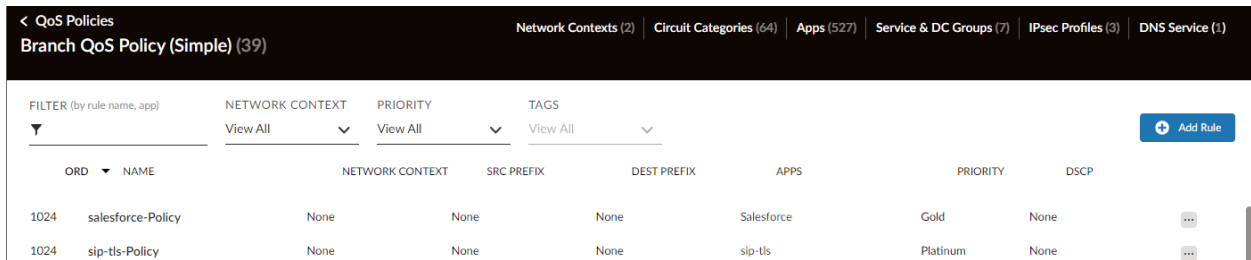 < QoS Policies
Branch QoS Policy (Simple) (39)
Network Contexts (2) Circuit Categories (64) Apps (527) Service & DC Groups (7) IPsec Profiles (3) DNS Service (1)
FILTER (by rule name, app) NETWORK CONTEXT PRIORITY TAGS
View All View All View All
Add Rule
ORD NAME NETWORK CONTEXT SRC PREFIX DEST PREFIX APPS PRIORITY DSCP
1024 salesforce-Policy None None None Salesforce Gold None ...
1024 sip-tls-Policy None None None sip-tls Platinum None ...